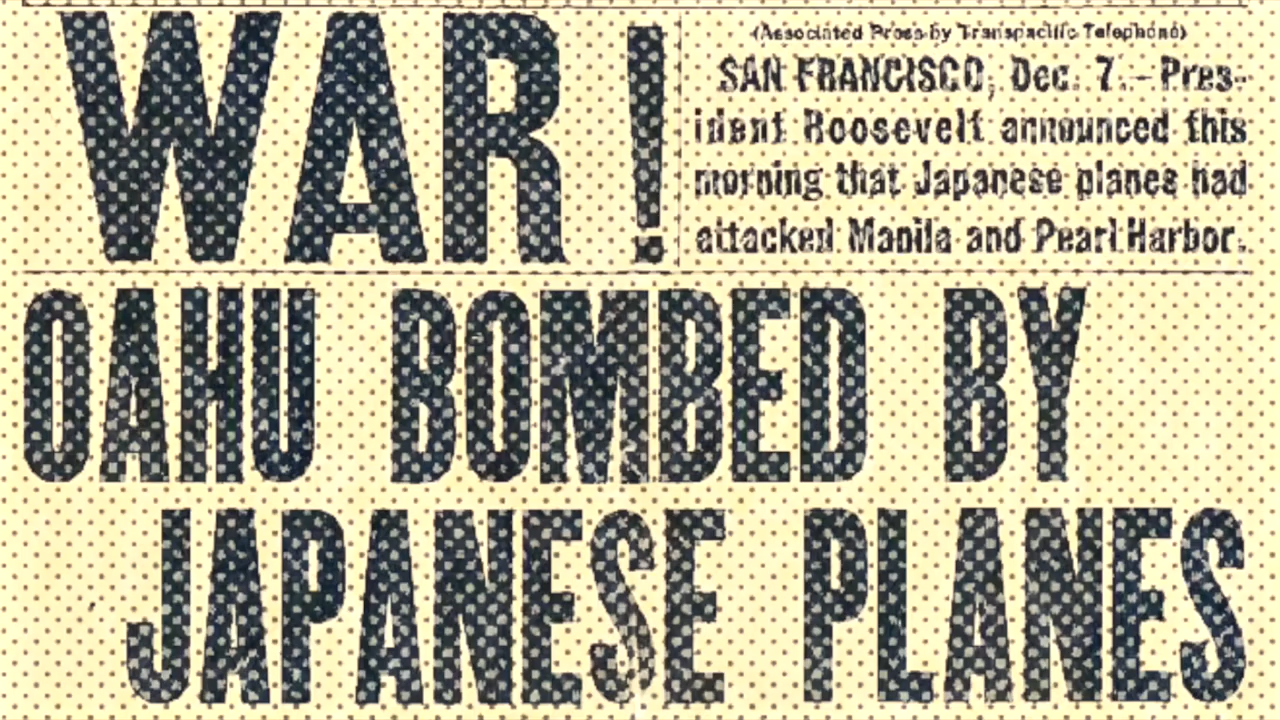 WAR!
(Associated Press by Transpacific Telephone)
SAN FRANCISCO, Dec. 7.–Pres-
ident Roosevelt announced this
morning that Japanese planes had
attacked Manila and Pearl Harbor.
OAHU BOMBED BY
JAPANESE PLANES